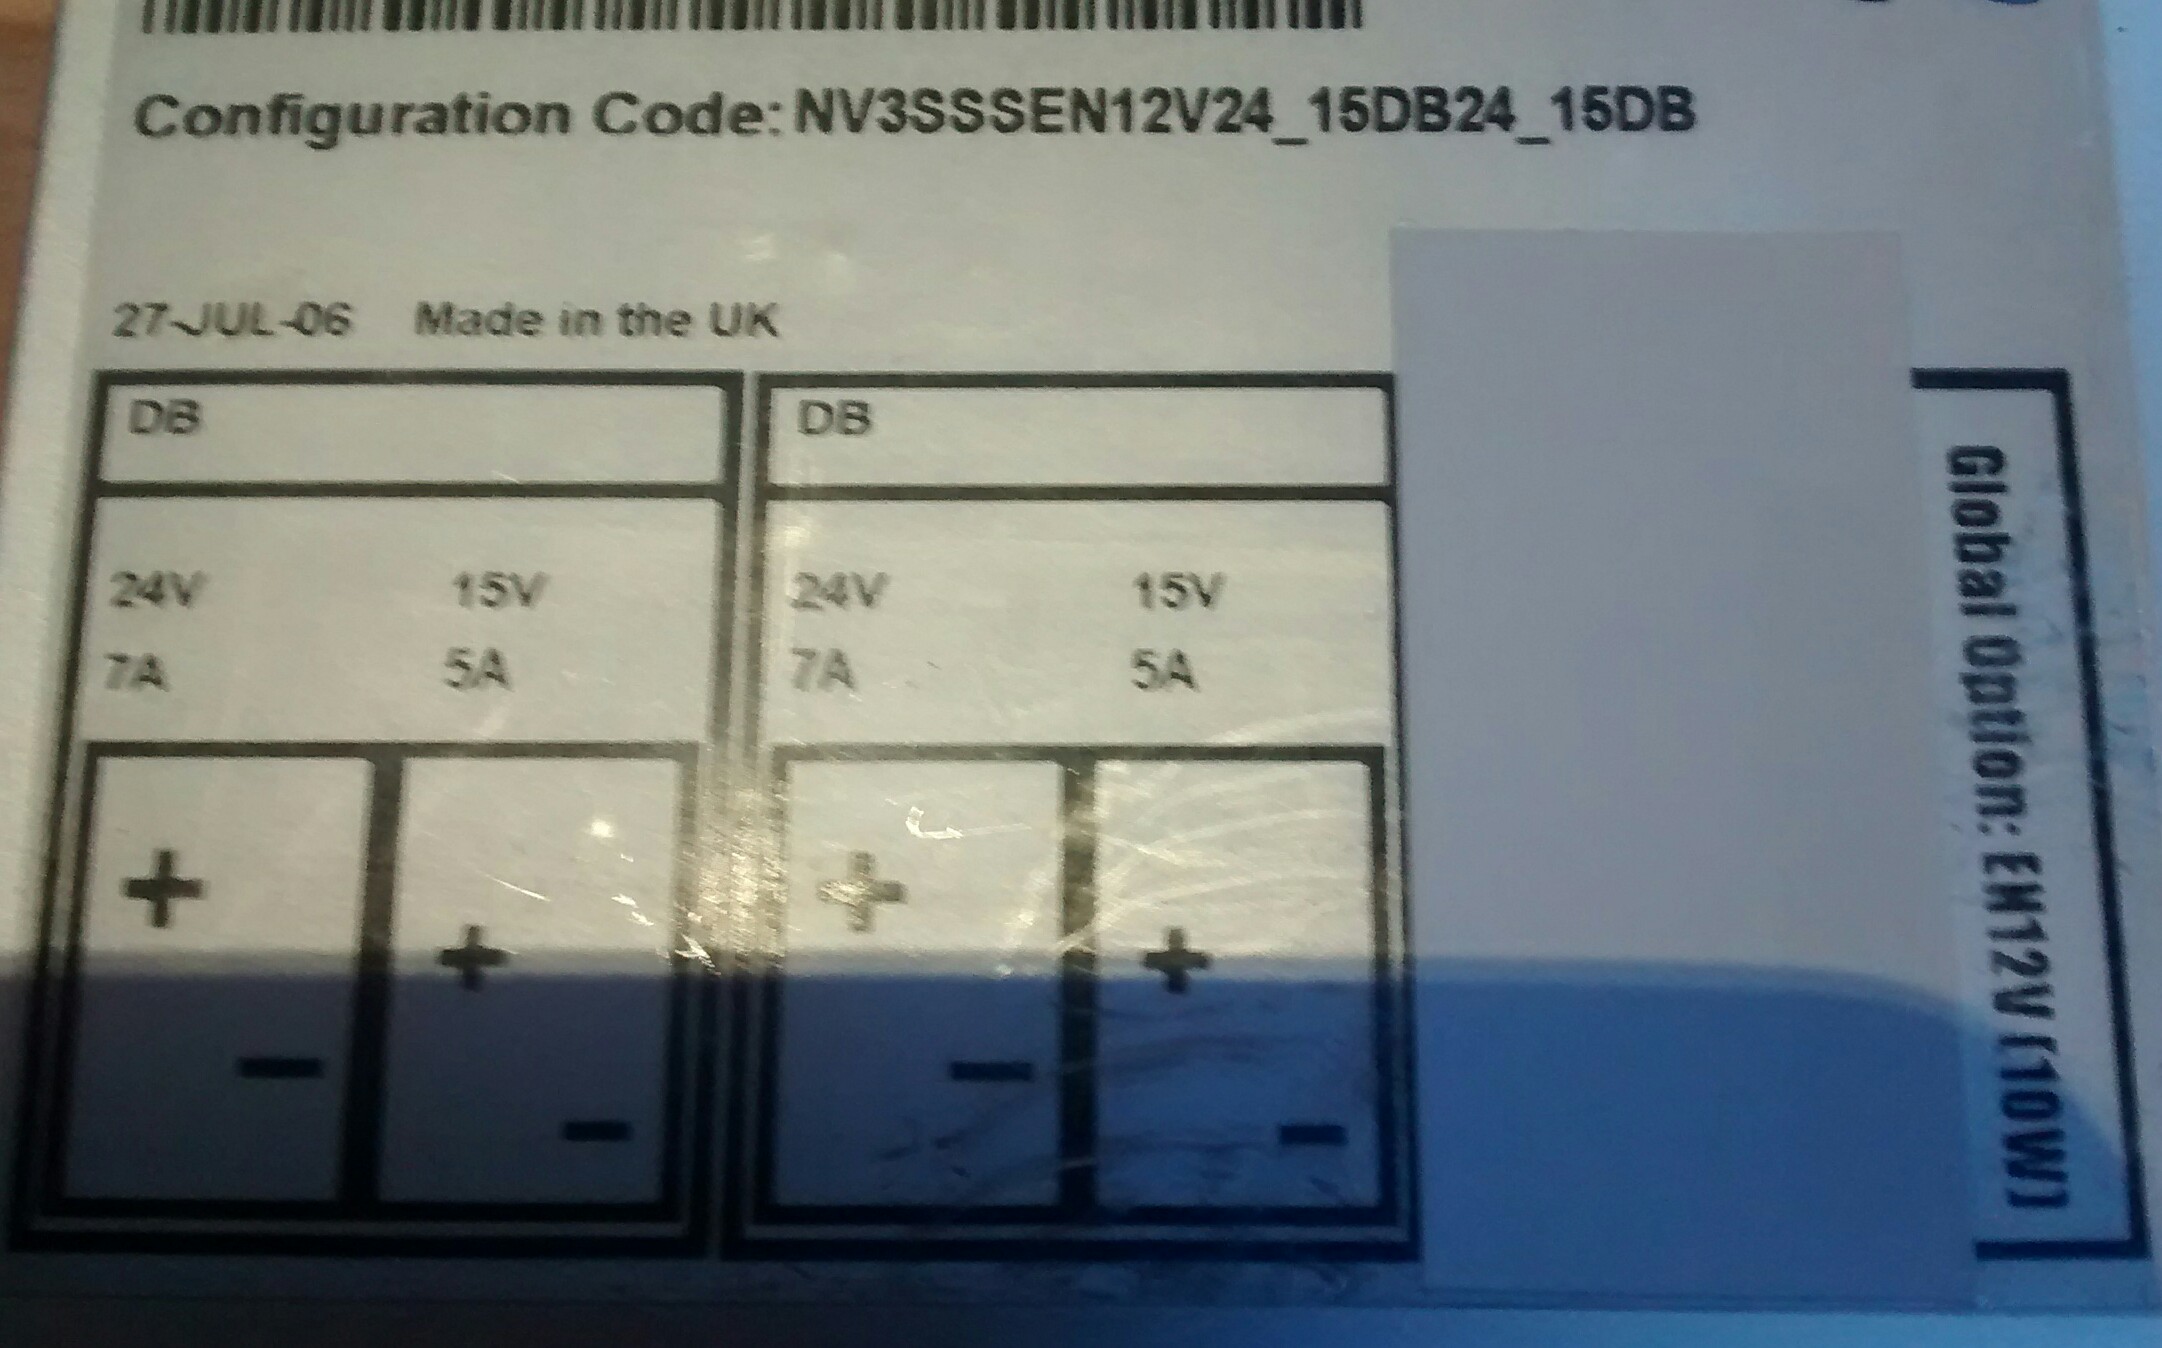 Configuration Code: NV3SSSEN12V24_15DB24_15DB
27-JUL-06 Made in the UK
DB
24V 15V
7A 5A
+ +
- -
DB
24V 15V
7A 5A
+ +
- -
Global Option: EN12V(10W)